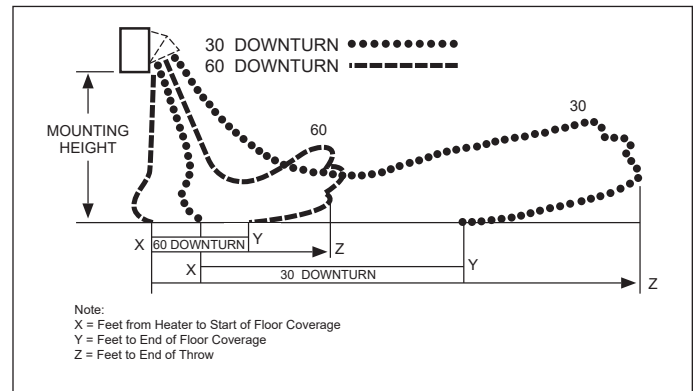 30 DOWNTURN
60 DOWNTURN
MOUNTING
HEIGHT
60
30
X 60 DOWNTURN Y Z
X 30 DOWNTURN Y Z
Note:
X = Feet from Heater to Start of Floor Coverage
Y = Feet to End of Floor Coverage
Z = Feet to End of Throw